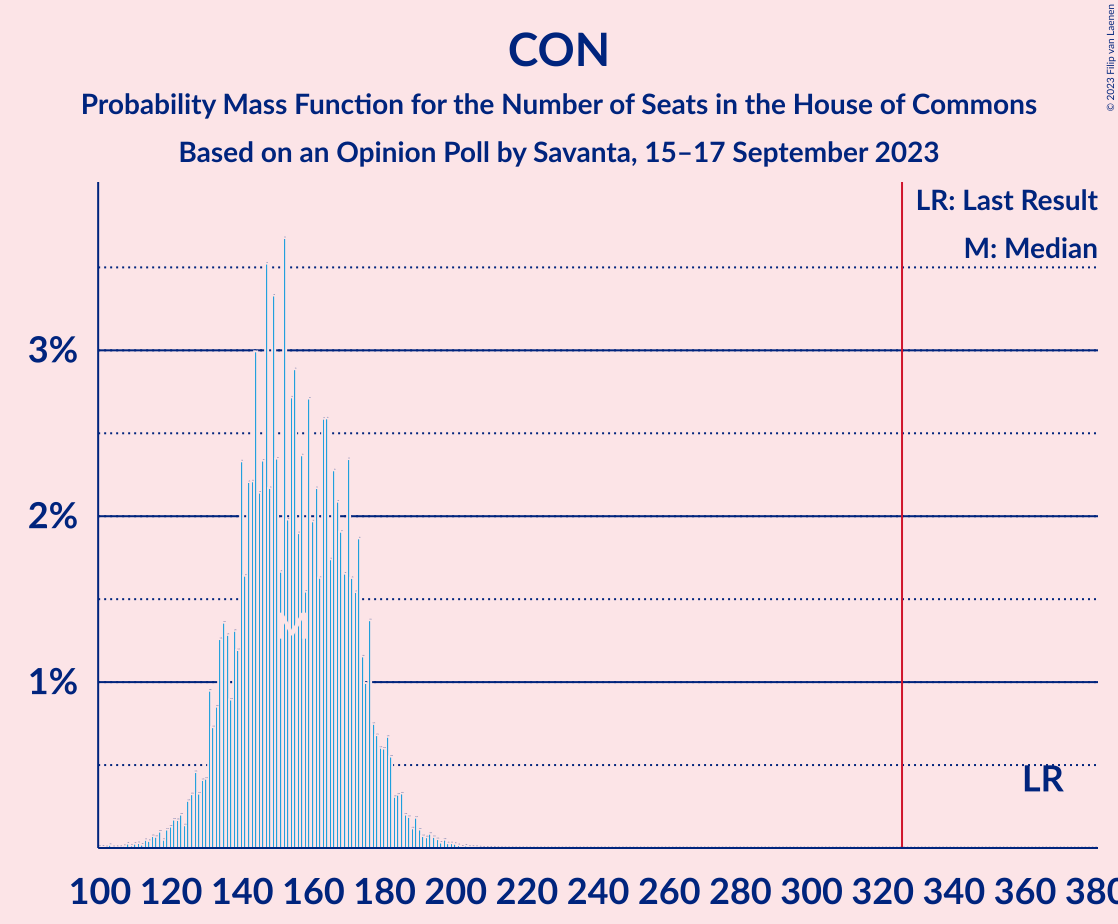 CON
Probability Mass Function for the Number of Seats in the House of Commons
Based on an Opinion Poll by Savanta, 15–17 September 2023
© 2023 Filip van Laenen
LR: Last Result
M: Median
3%
2%
1%
M
LR
100 120 140 160 180 200 220 240 260 280 300 320 340 360 380